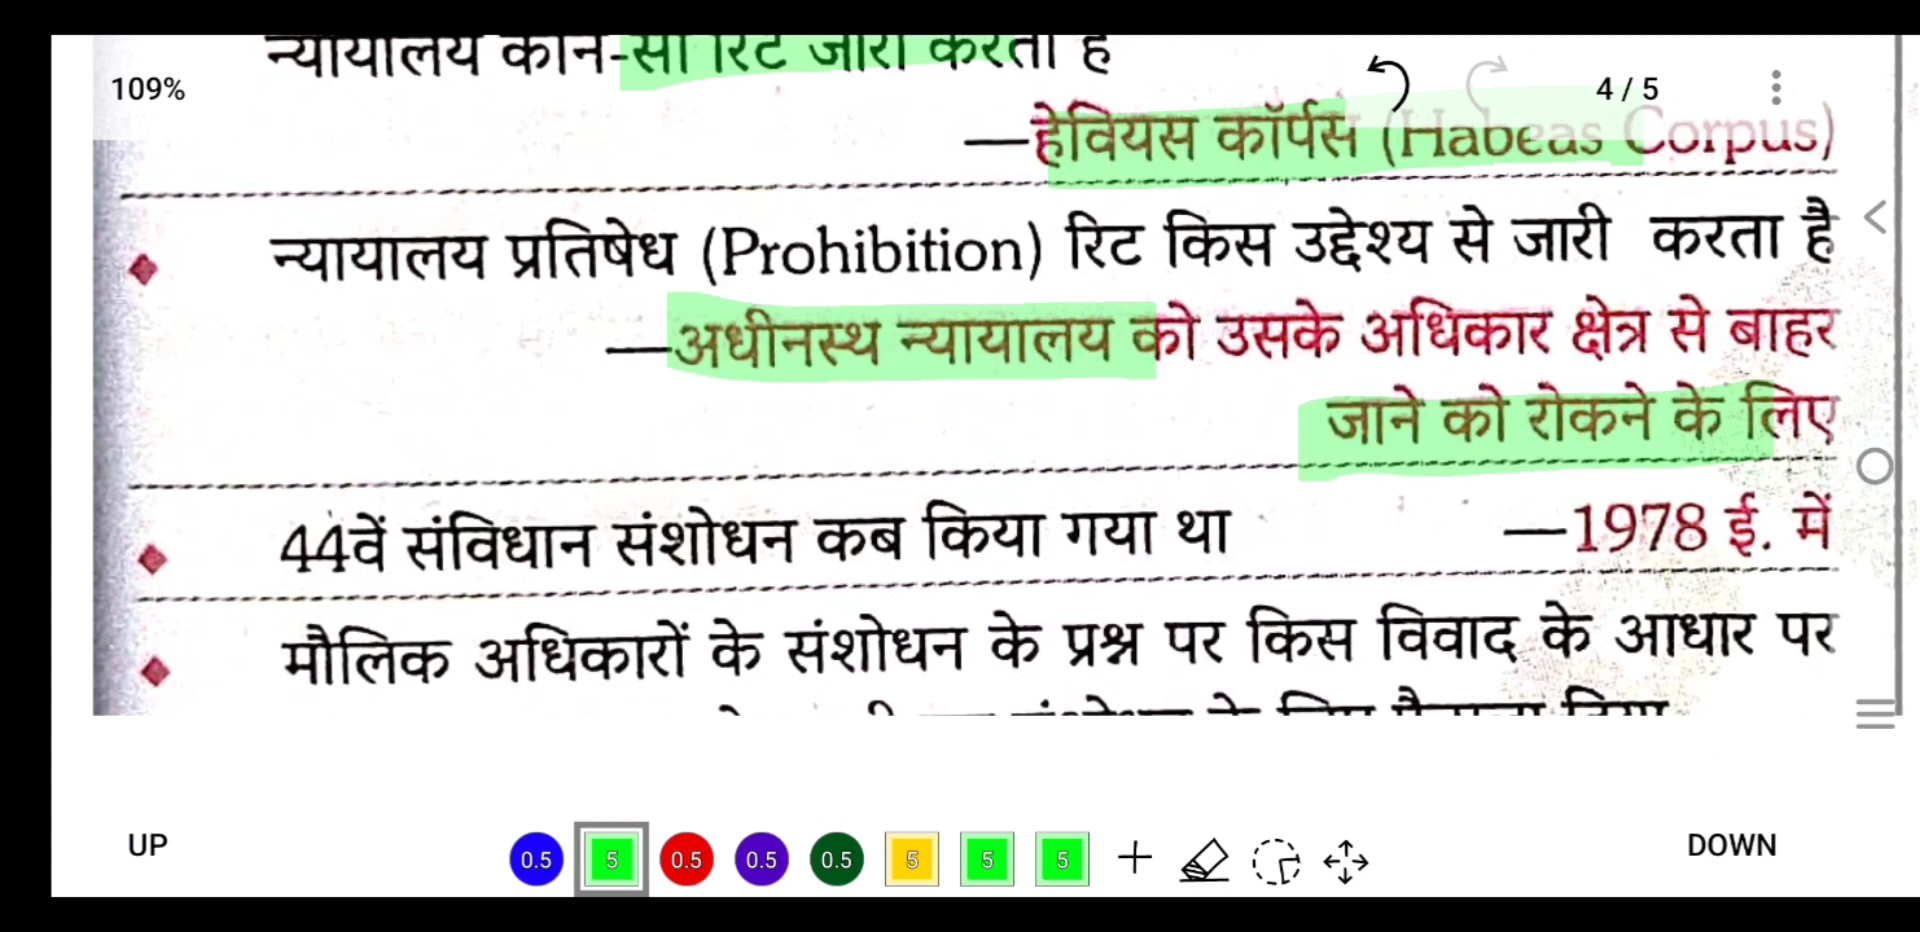 न्यायालय कौन-सी रिट जारी करता है
109%
4 / 5
—हेवियस कॉर्पस (Habeas Corpus)
न्यायालय प्रतिषेध (Prohibition) रिट किस उद्देश्य से जारी करता है
—अधीनस्थ न्यायालय को उसके अधिकार क्षेत्र से बाहर
जाने को रोकने के लिए
44वें संविधान संशोधन कब किया गया था —1978 ई. में
मौलिक अधिकारों के संशोधन के प्रश्न पर किस विवाद के आधार पर
UP
0.5 5 0.5 0.5 0.5 5 5 5
DOWN